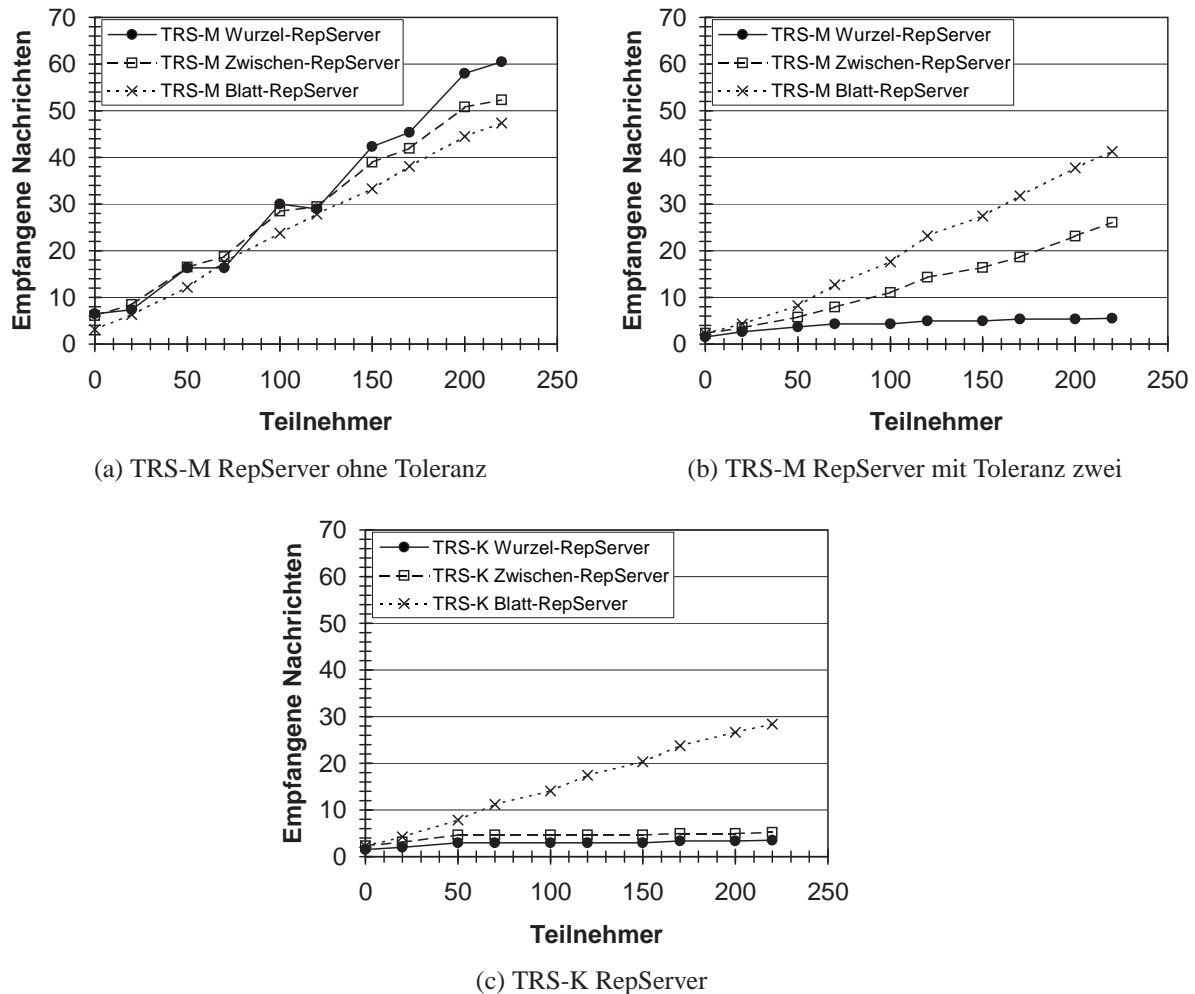 70
60
50
40
30
20
10
0
Empfangene Nachrichten
TRS-M Wurzel-RepServer
TRS-M Zwischen-RepServer
TRS-M Blatt-RepServer
0 50 100 150 200 250
Teilnehmer
(a) TRS-M RepServer ohne Toleranz
70
60
50
40
30
20
10
0
Empfangene Nachrichten
TRS-M Wurzel-RepServer
TRS-M Zwischen-RepServer
TRS-M Blatt-RepServer
0 50 100 150 200 250
Teilnehmer
(b) TRS-M RepServer mit Toleranz zwei
70
60
50
40
30
20
10
0
Empfangene Nachrichten
TRS-K Wurzel-RepServer
TRS-K Zwischen-RepServer
TRS-K Blatt-RepServer
0 50 100 150 200 250
Teilnehmer
(c) TRS-K RepServer